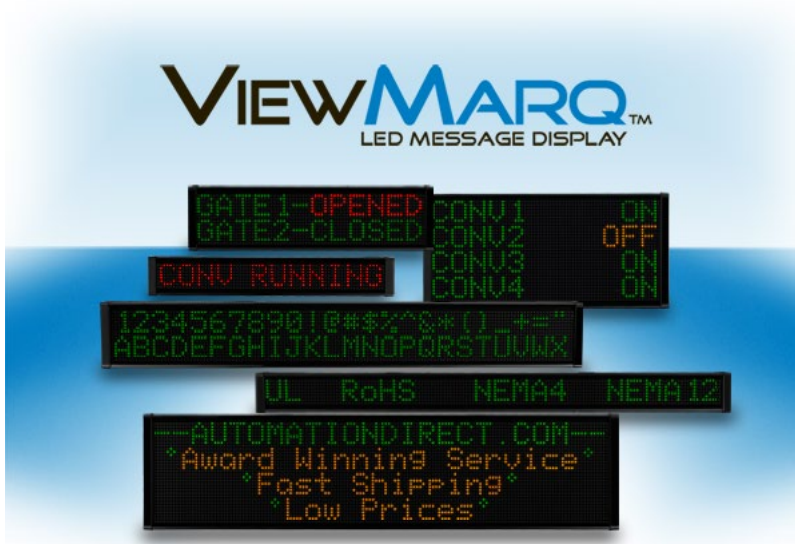 VIEWMARQ™
LED MESSAGE DISPLAY
GATE1-OPENED
GATE2-CLOSED
CONV1 ON
CONV2 OFF
CONV3 ON
CONV4 ON
CONV RUNNING
1234567890!@#$%^&*()_+="
ABCDEFGHIJKLMNOPQRSTUVWX
UL RoHS NEMA4 NEMA12
--AUTOMATIONDIRECT.COM--
*Award Winning Service*
*Fast Shipping*
*Low Prices*